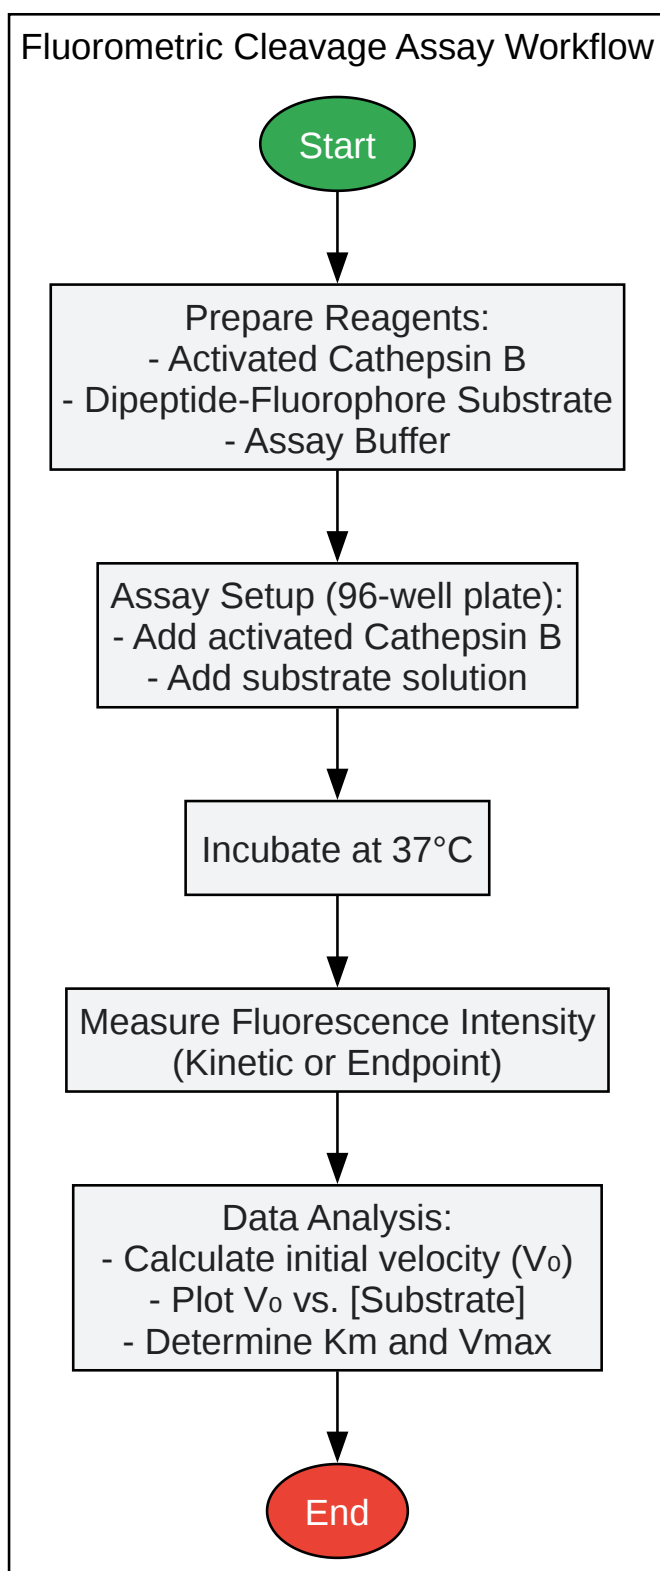 Fluorometric Cleavage Assay Workflow
Start
Prepare Reagents:
- Activated Cathepsin B
- Dipeptide-Fluorophore Substrate
- Assay Buffer
Assay Setup (96-well plate):
- Add activated Cathepsin B
- Add substrate solution
Incubate at 37°C
Measure Fluorescence Intensity
(Kinetic or Endpoint)
Data Analysis:
- Calculate initial velocity (V₀)
- Plot V₀ vs. [Substrate]
- Determine Km and Vmax
End